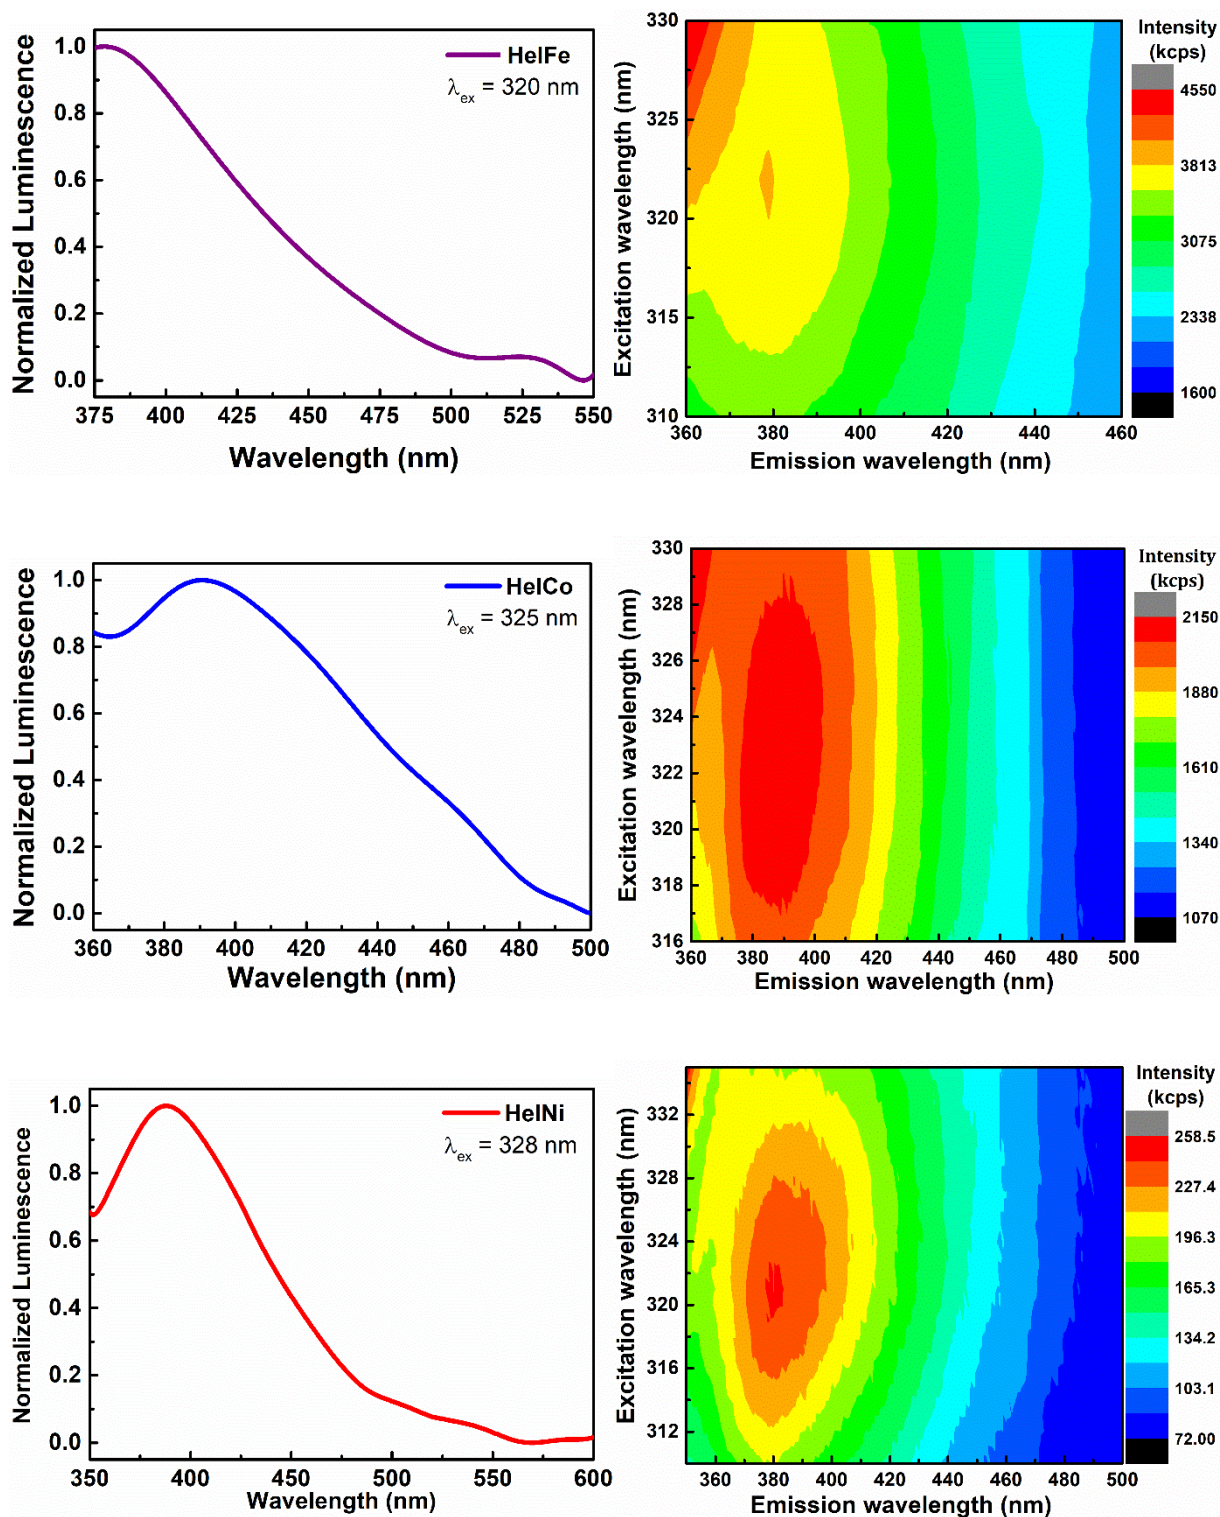 Normalized Luminescence
1.0
0.8
0.6
0.4
0.2
0.0
HelFe
λex = 320 nm
375 400 425 450 475 500 525 550
Wavelength (nm)
Excitation wavelength (nm)
330
325
320
315
310
360 380 400 420 440 460
Emission wavelength (nm)
Intensity
(kcps)
4550
3813
3075
2338
1600
Normalized Luminescence
1.0
0.8
0.6
0.4
0.2
0.0
HelCo
λex = 325 nm
360 380 400 420 440 460 480 500
Wavelength (nm)
Excitation wavelength (nm)
330
328
326
324
322
320
318
316
360 380 400 420 440 460 480 500
Emission wavelength (nm)
Intensity
(kcps)
2150
1880
1610
1340
1070
Normalized Luminescence
1.0
0.8
0.6
0.4
0.2
0.0
HelNi
λex = 328 nm
350 400 450 500 550 600
Wavelength (nm)
Excitation wavelength (nm)
332
328
324
320
316
312
360 380 400 420 440 460 480 500
Emission wavelength (nm)
Intensity
(kcps)
258.5
227.4
196.3
165.3
134.2
103.1
72.00